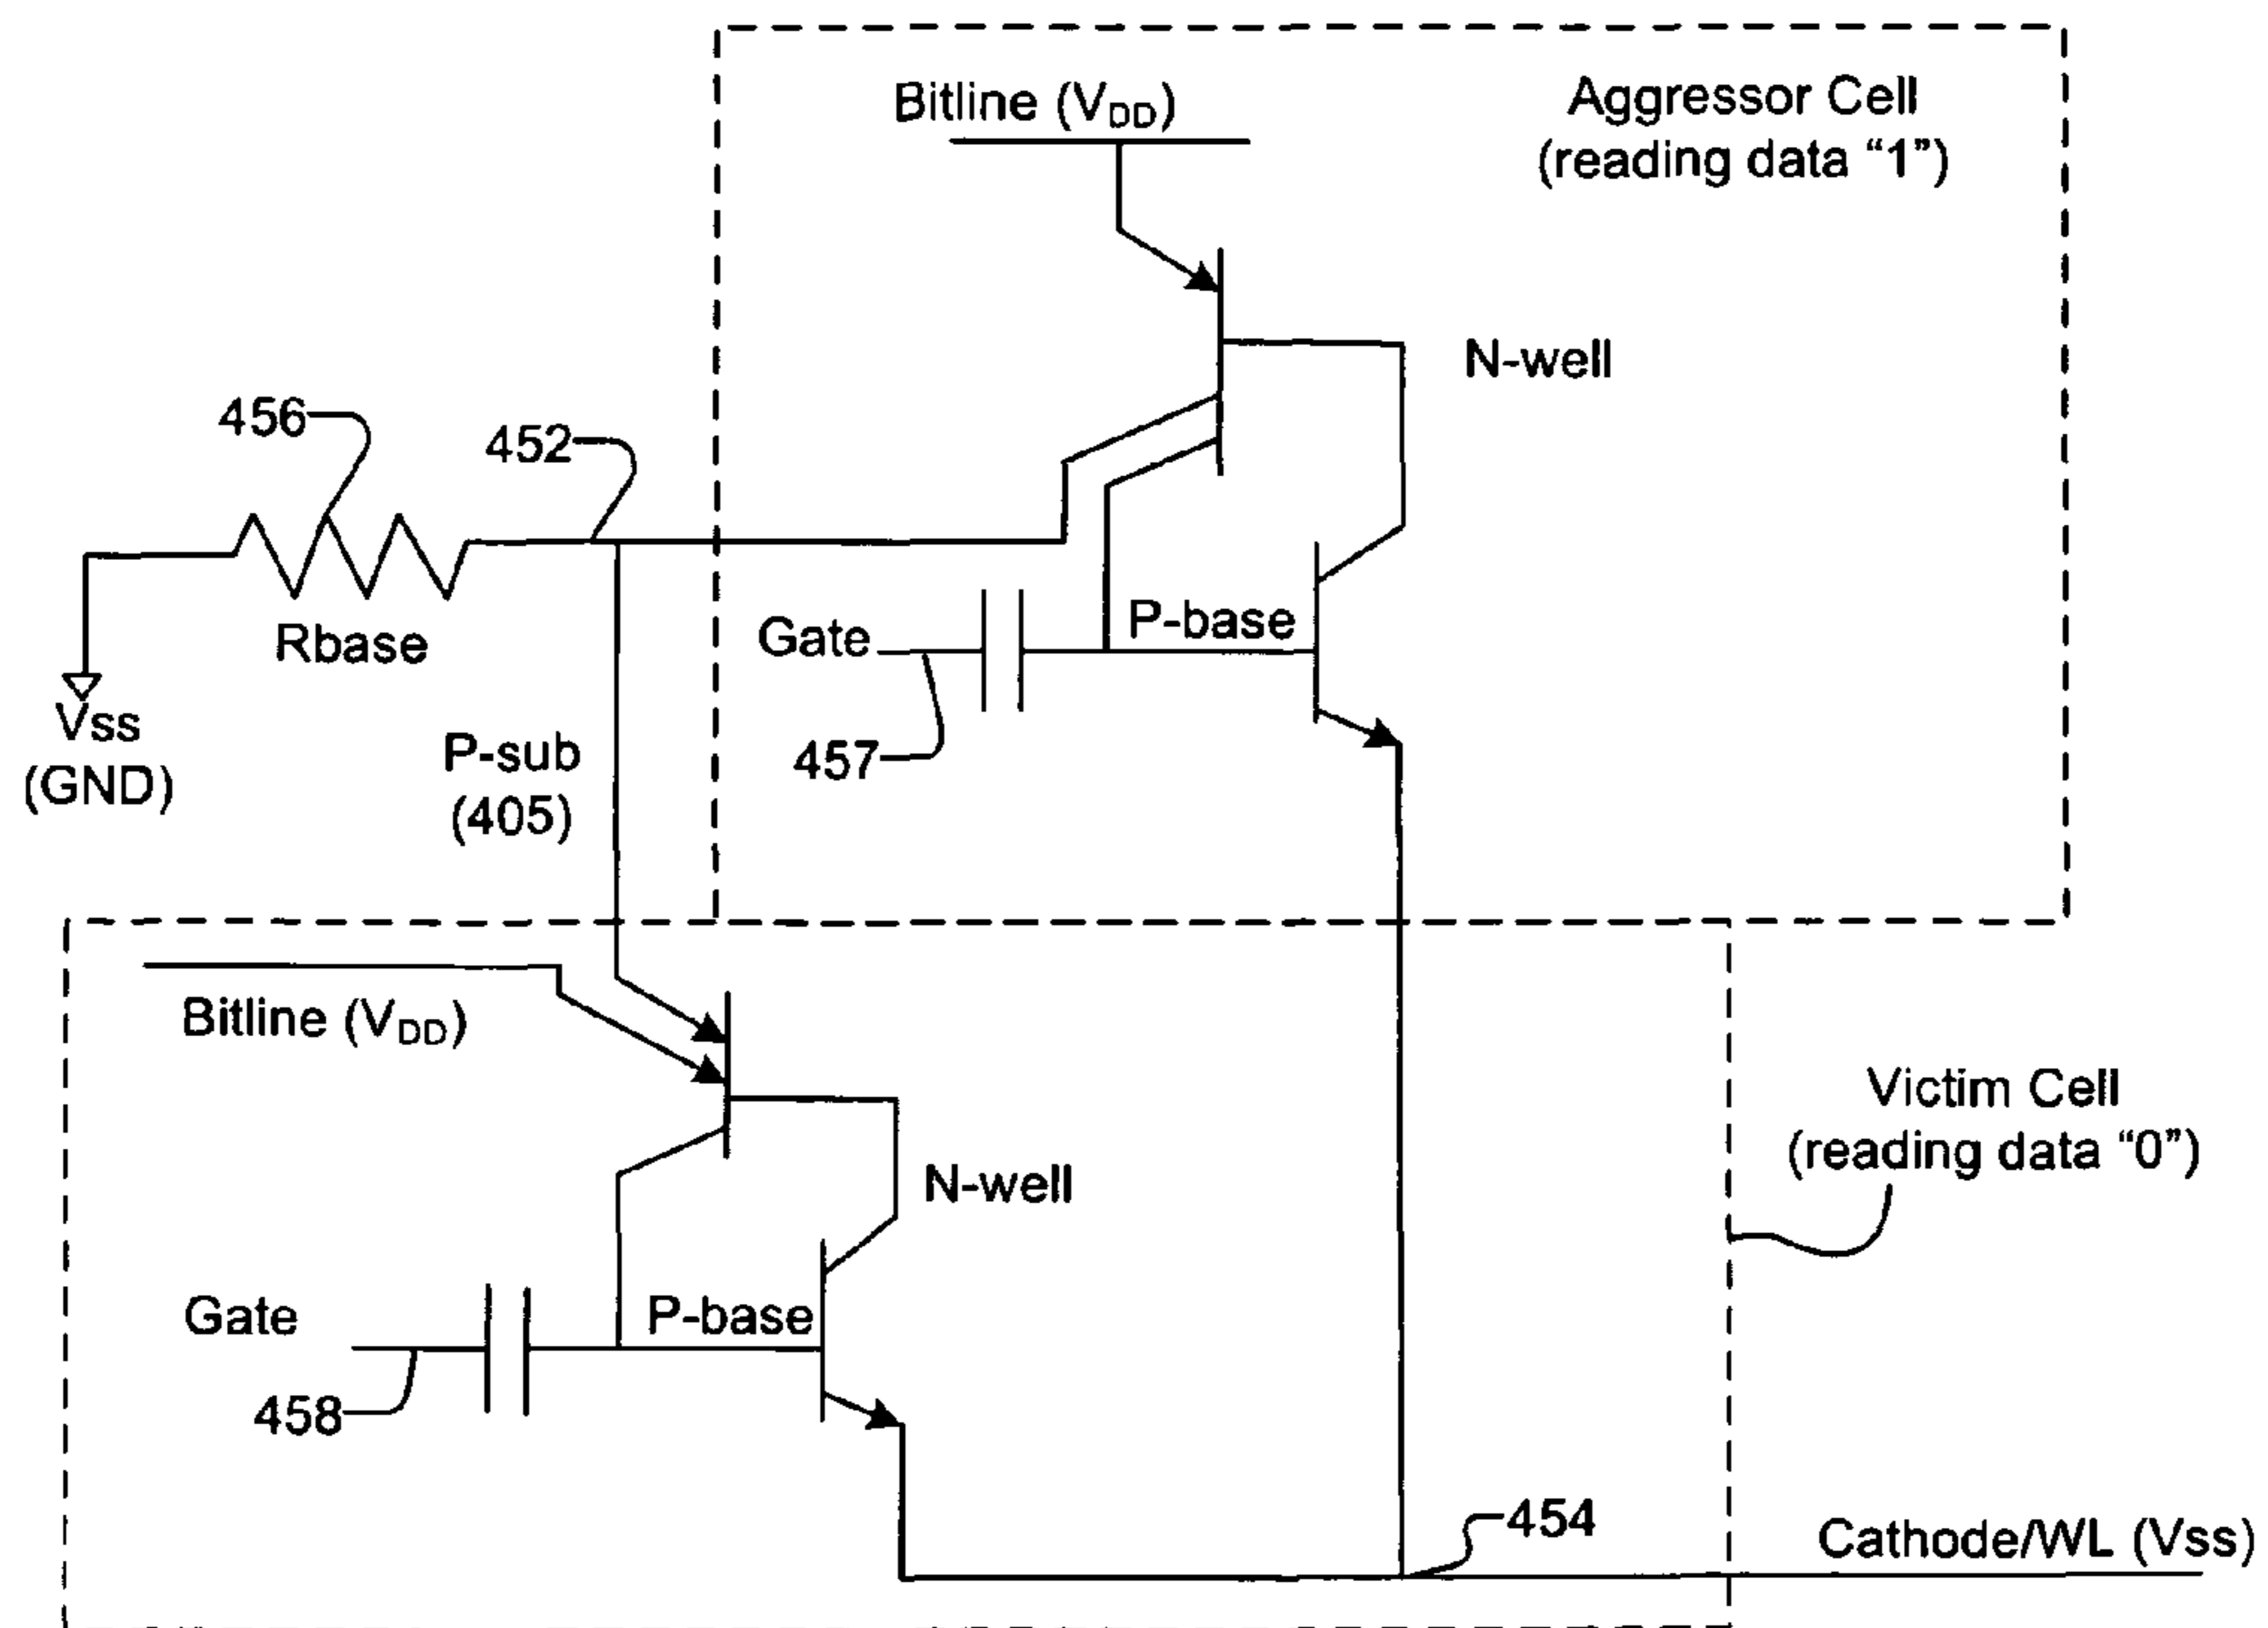 Bitline (VDD)
Aggressor Cell
(reading data “1”)
N-well
456
452
Rbase
Gate
P-base
Vss
(GND)
P-sub
(405)
457
Bitline (VDD)
Victim Cell
(reading data “0”)
N-well
Gate
P-base
458
454
Cathode/WL (Vss)